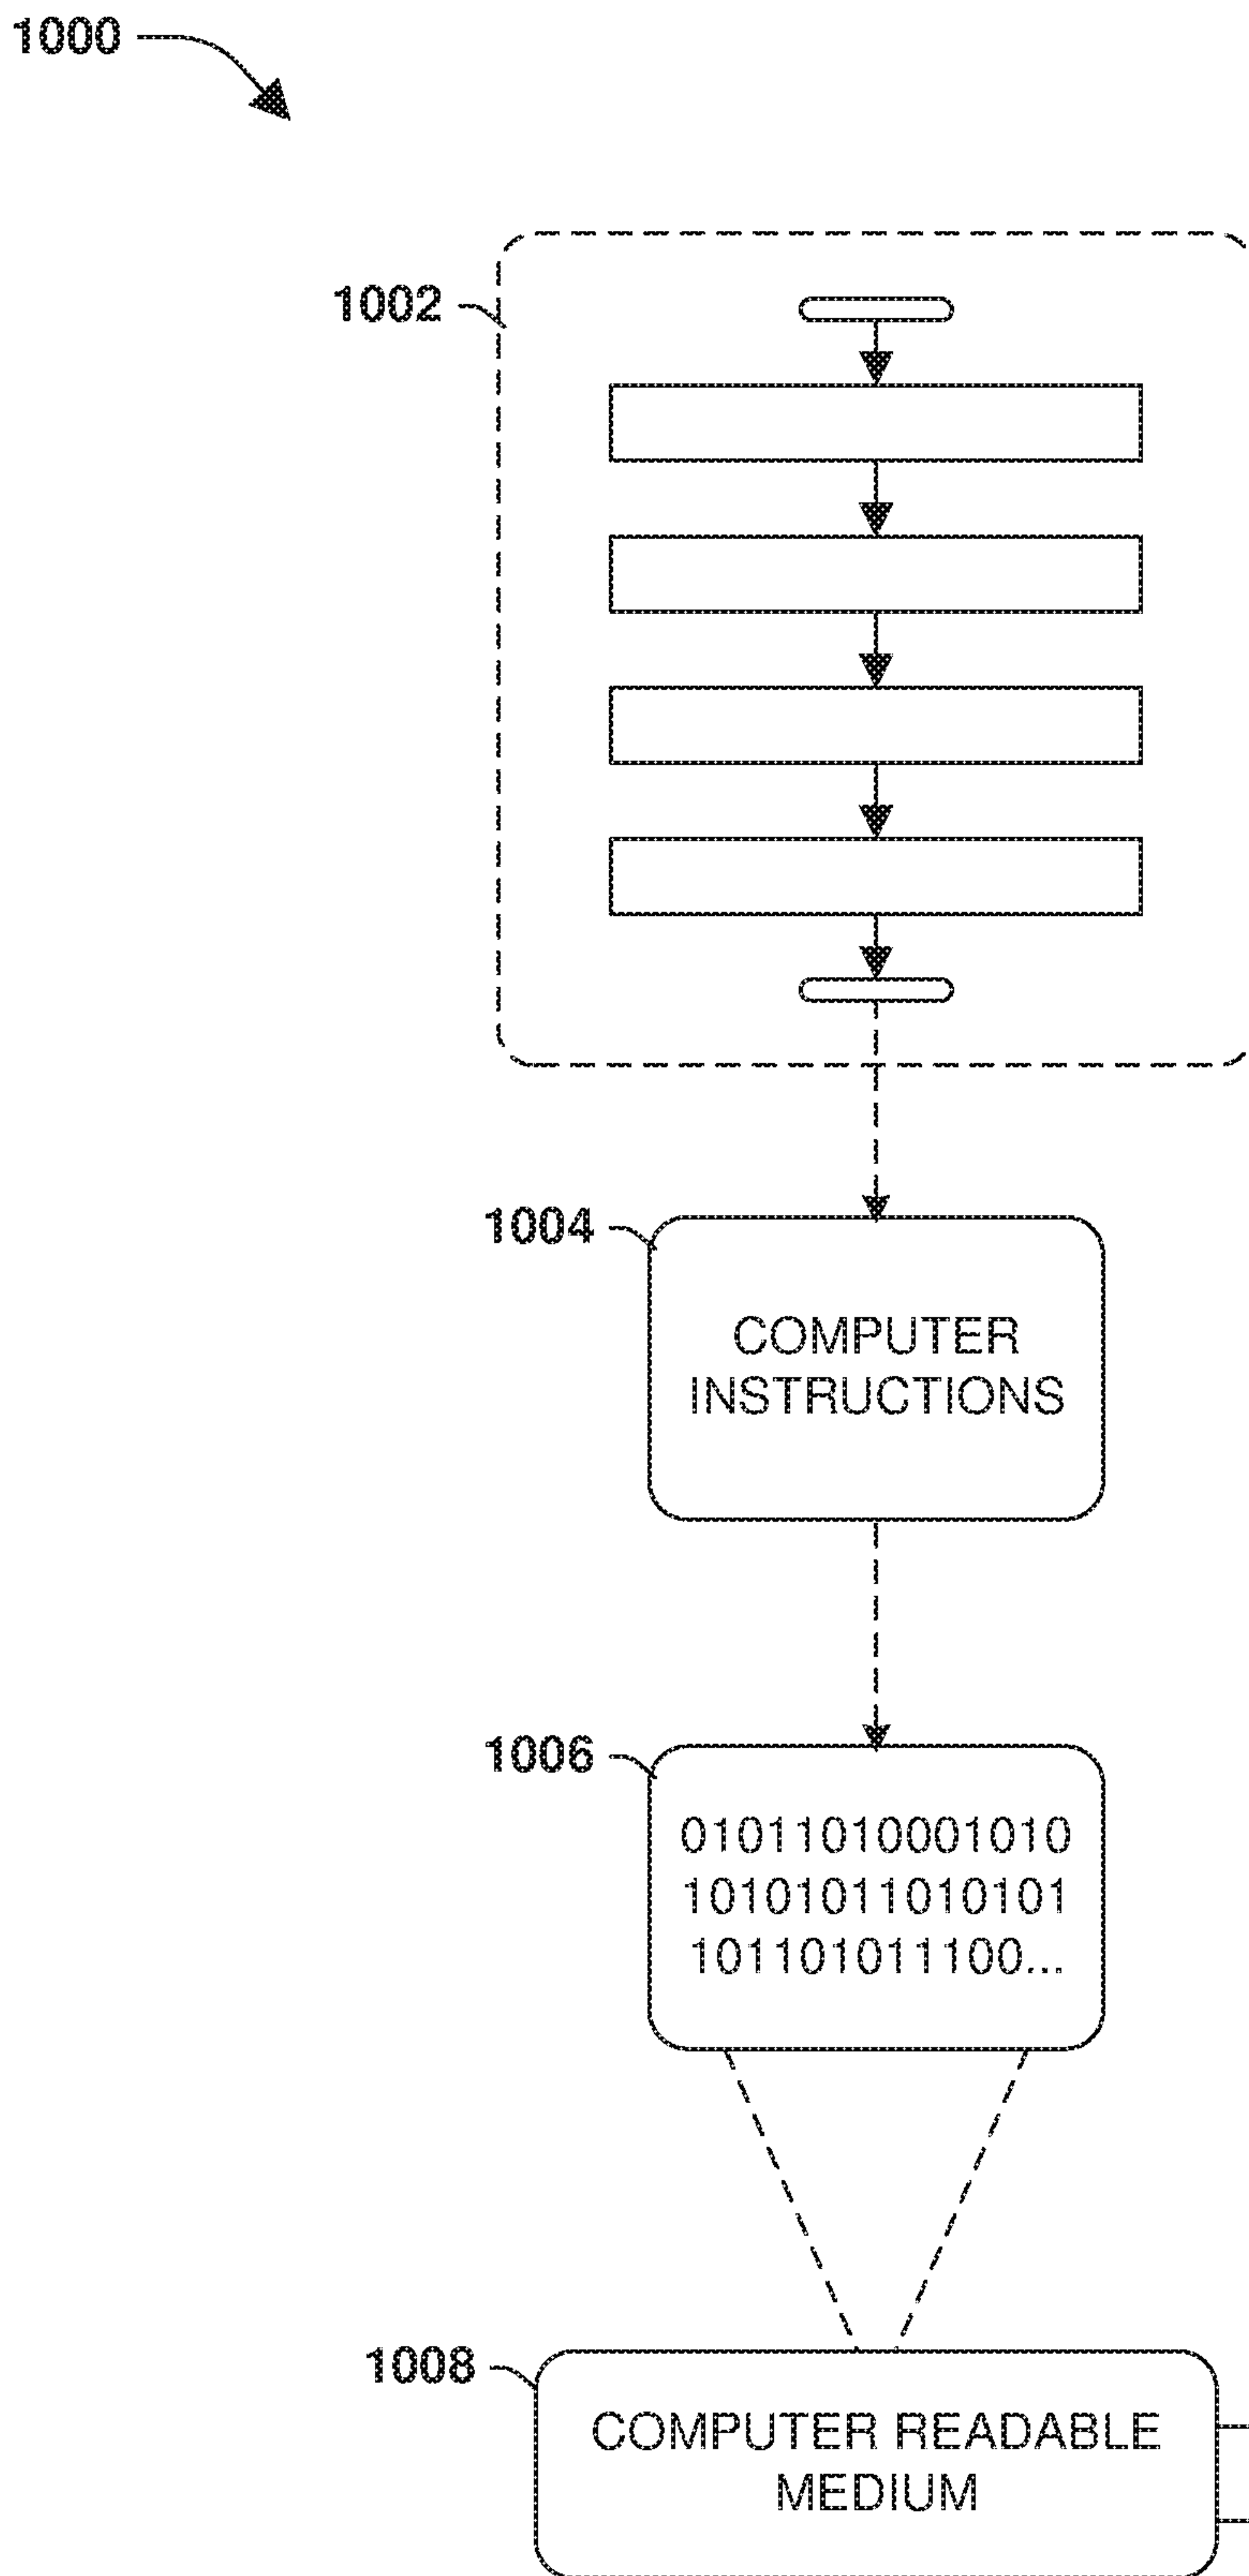 1000
1002
1004
COMPUTER
INSTRUCTIONS
1006
01011010001010
10101011010101
101101011100...
1008
COMPUTER READABLE
MEDIUM